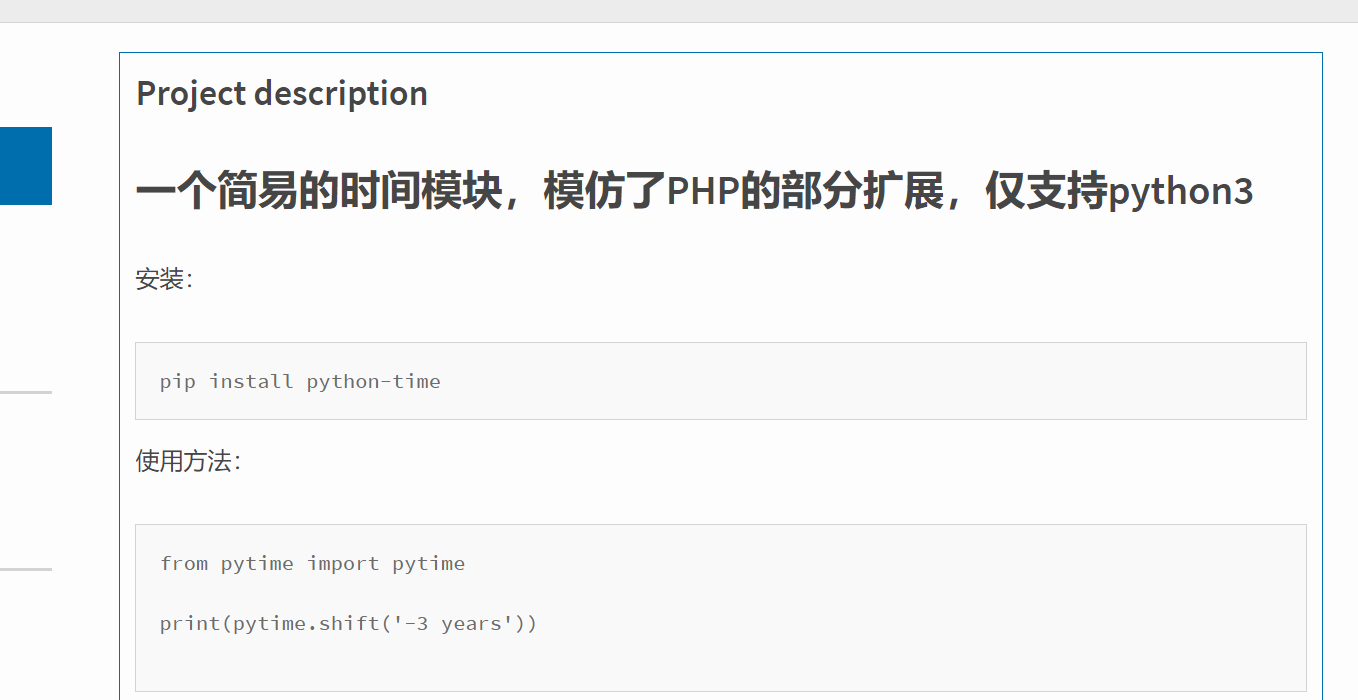 Project description
一个简易的时间模块，模仿了PHP的部分扩展，仅支持python3
安装：
pip install python-time
使用方法：
from pytime import pytime
print(pytime.shift('-3 years'))